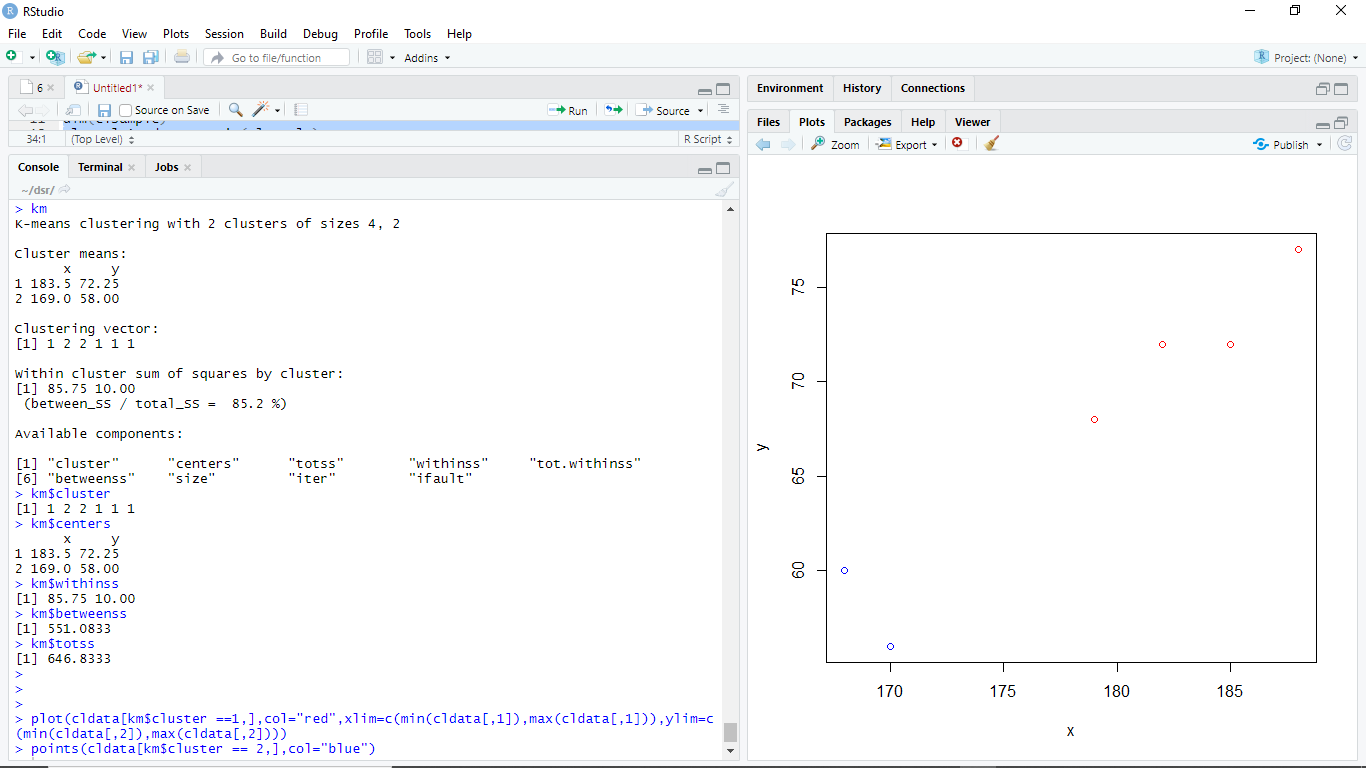 RStudio
File Edit Code View Plots Session Build Debug Profile Tools Help
Go to file/function Addins Project: (None)
6 Untitled1*
Source on Save Run Source
34:1 (Top Level) R Script
Console Terminal Jobs
~/dsr/
> km
K-means clustering with 2 clusters of sizes 4, 2
Cluster means:
x y
1 183.5 72.25
2 169.0 58.00
Clustering vector:
[1] 1 2 2 1 1 1
Within cluster sum of squares by cluster:
[1] 85.75 10.00
(between_SS / total_SS = 85.2 %)
Available components:
[1] "cluster" "centers" "totss" "withinss" "tot.withinss"
[6] "betweenss" "size" "iter" "ifault"
> km$cluster
[1] 1 2 2 1 1 1
> km$centers
x y
1 183.5 72.25
2 169.0 58.00
> km$withinss
[1] 85.75 10.00
> km$betweenss
[1] 551.0833
> km$totss
[1] 646.8333
>
>
>
> plot(cldata[km$cluster ==1,],col="red",xlim=c(min(cldata[,1]),max(cldata[,1])),ylim=c
(min(cldata[,2]),max(cldata[,2])))
> points(cldata[km$cluster == 2,],col="blue")
Environment History Connections
Files Plots Packages Help Viewer
Zoom Export Publish
75
70
65
60
y
170 175 180 185
x